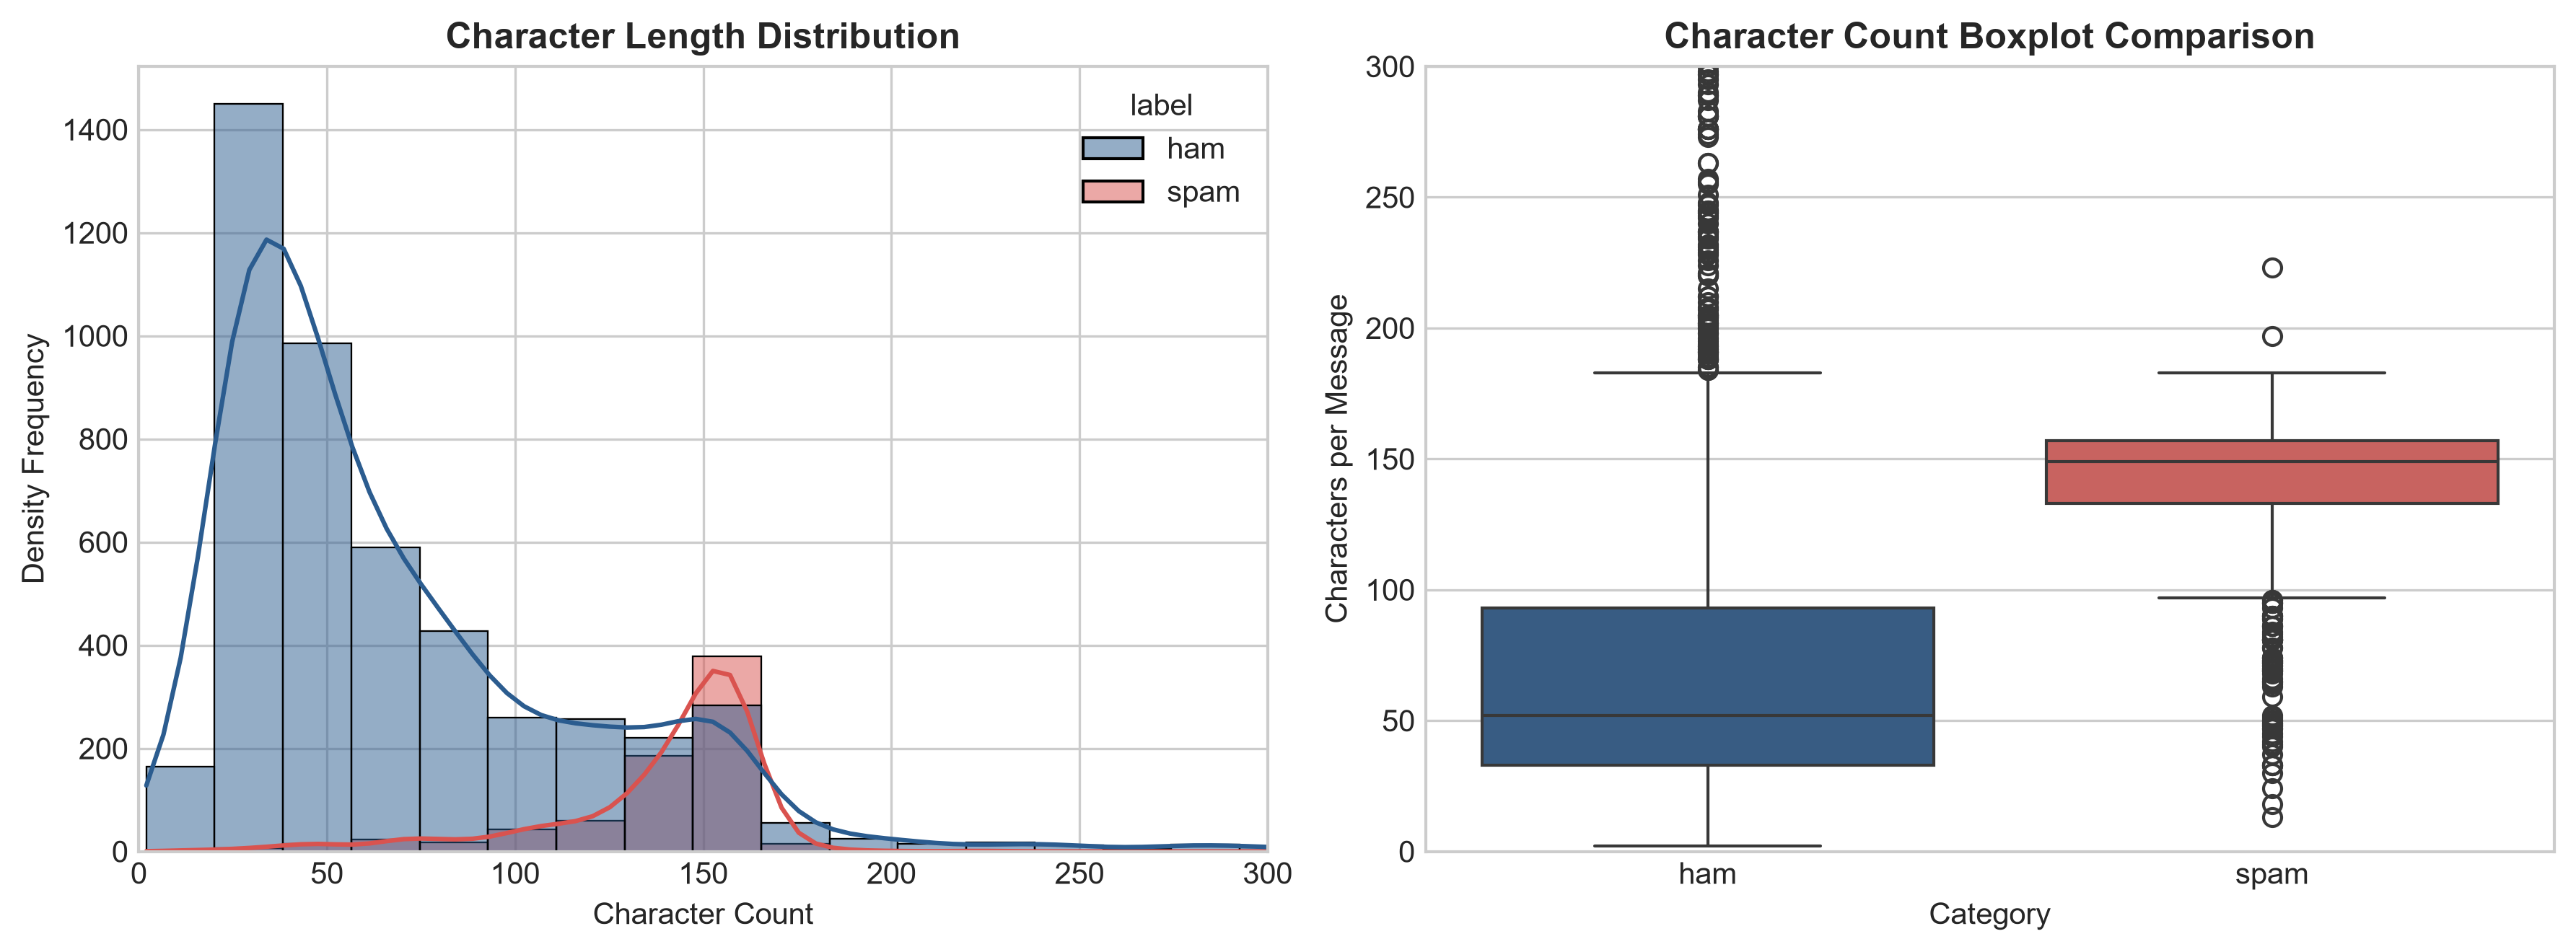 Character Length Distribution
1400
1200
1000
800
600
400
200
0
Density Frequency
0 50 100 150 200 250 300
Character Count
label
ham
spam
Character Count Boxplot Comparison
300
250
200
150
100
50
0
Characters per Message
ham spam
Category